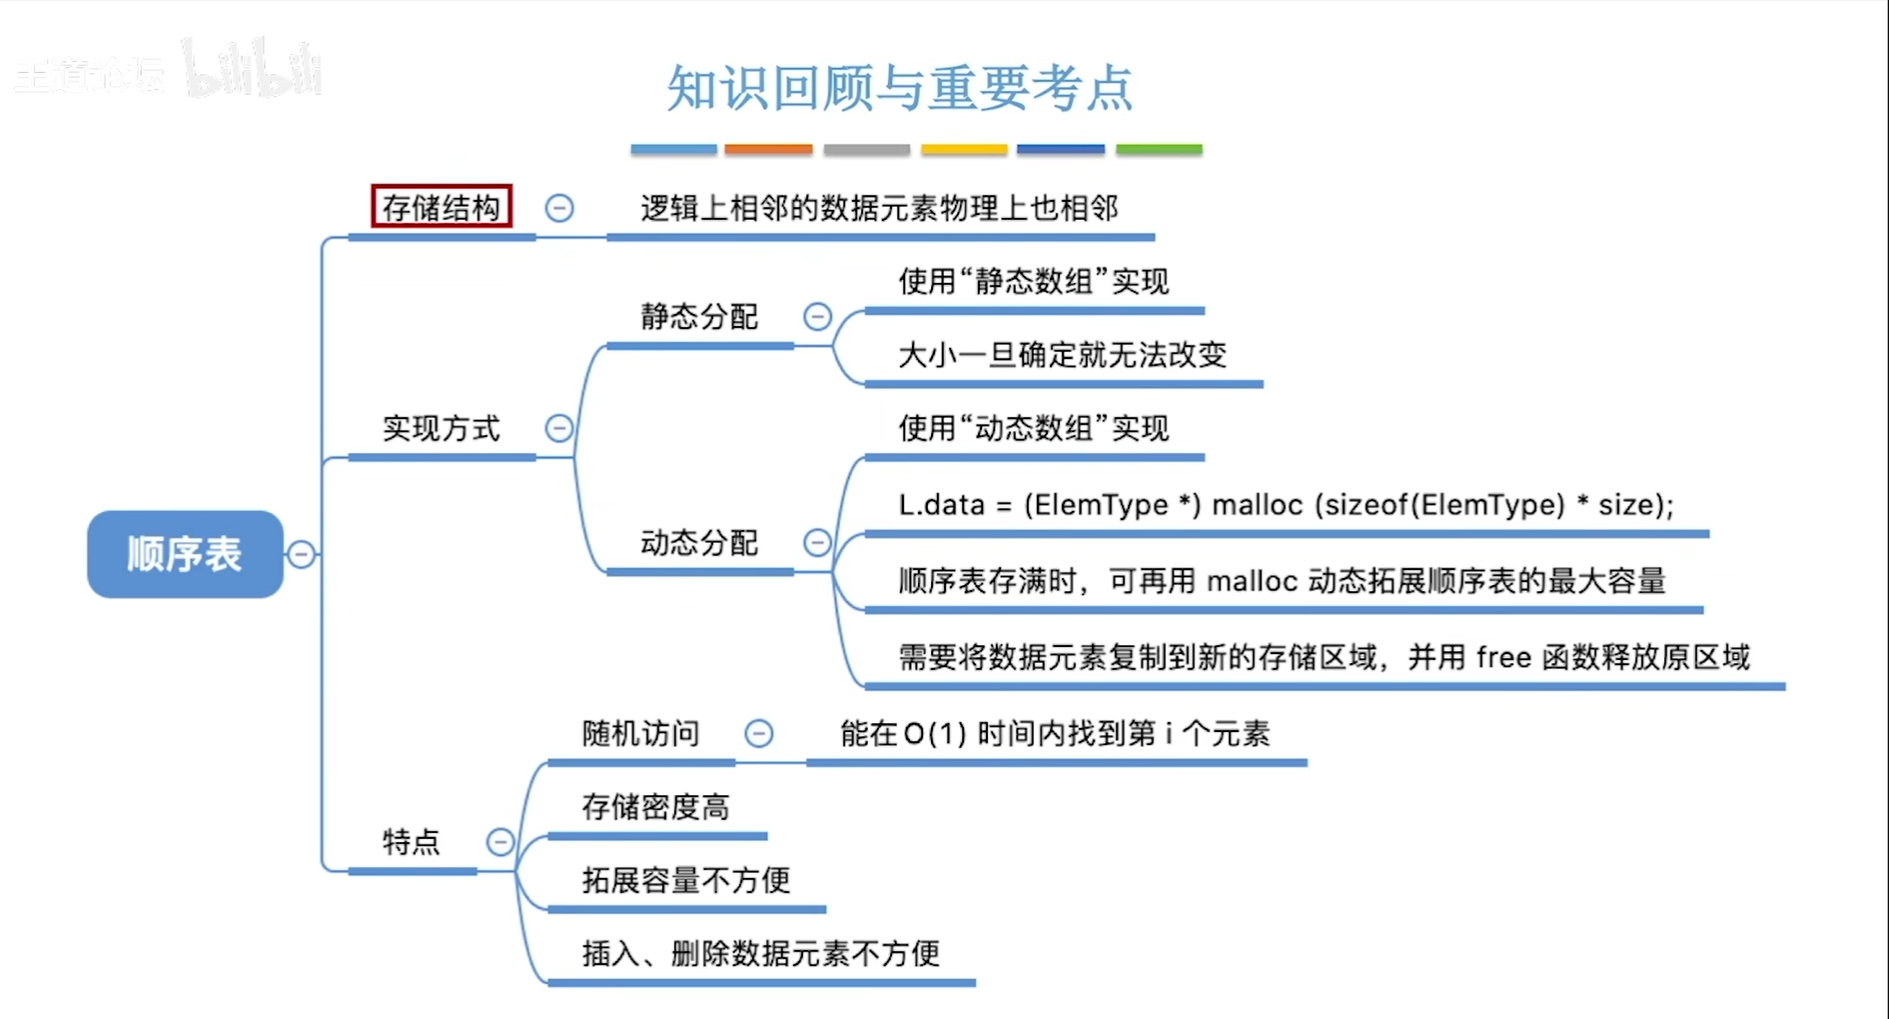 王道论坛 bilibili
知识回顾与重要考点
存储结构
逻辑上相邻的数据元素物理上也相邻
使用“静态数组”实现
静态分配
大小一旦确定就无法改变
实现方式
使用“动态数组”实现
L.data = (ElemType *) malloc (sizeof(ElemType) * size);
动态分配
顺序表
顺序表存满时，可再用 malloc 动态拓展顺序表的最大容量
需要将数据元素复制到新的存储区域，并用 free 函数释放原区域
随机访问
能在O(1) 时间内找到第 i 个元素
存储密度高
特点
拓展容量不方便
插入、删除数据元素不方便